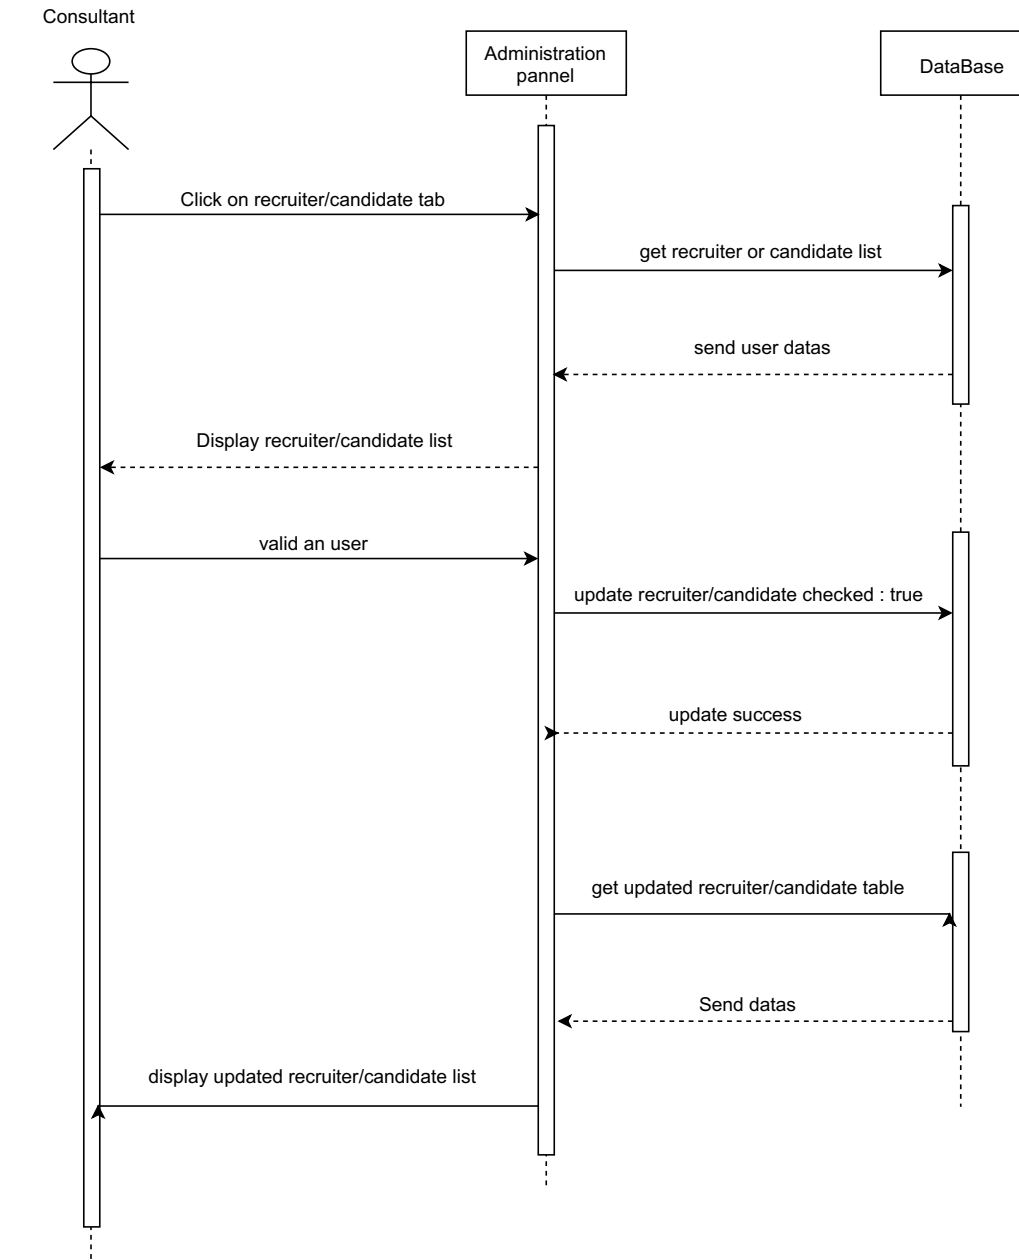 Consultant
Administration
pannel
DataBase
Click on recruiter/candidate tab
get recruiter or candidate list
send user datas
Display recruiter/candidate list
valid an user
update recruiter/candidate checked : true
update success
get updated recruiter/candidate table
Send datas
display updated recruiter/candidate list